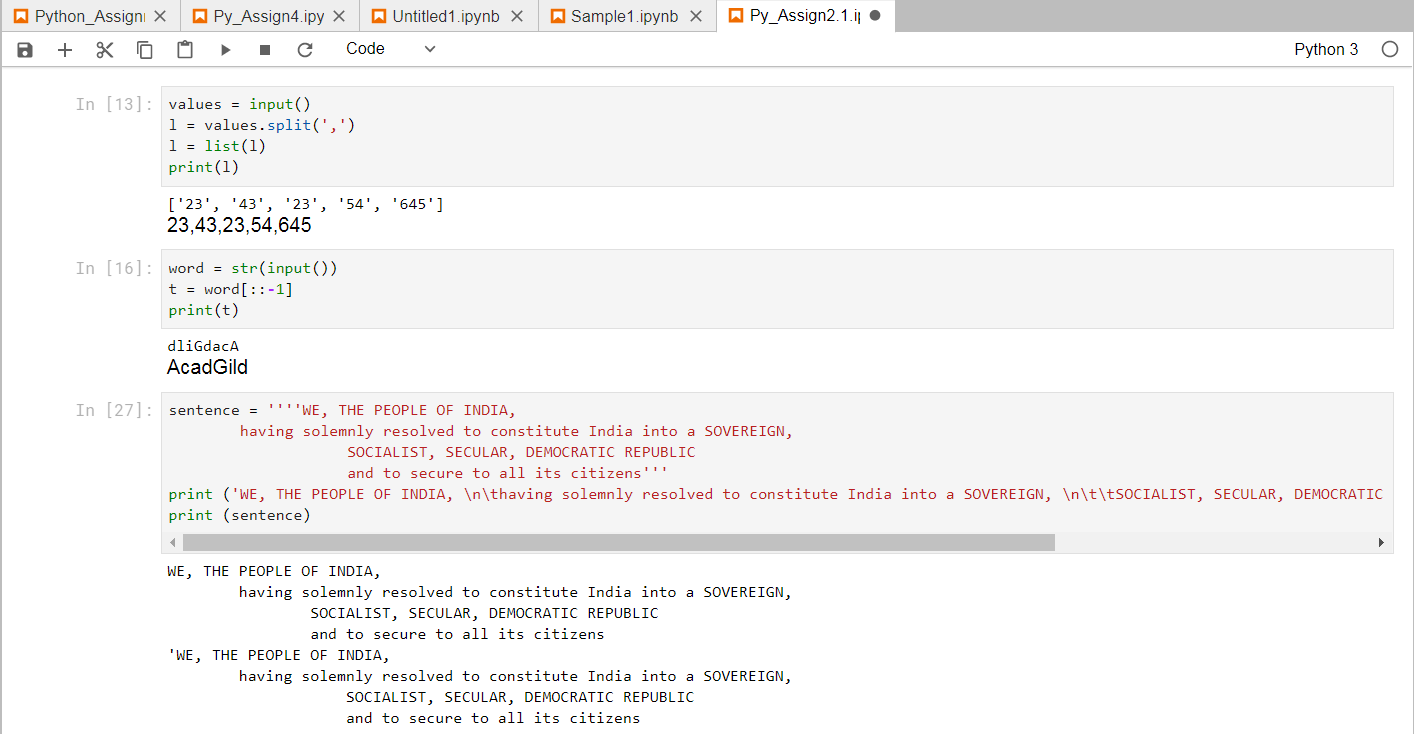 Python_Assign Py_Assign4.ipy Untitled1.ipynb Sample1.ipynb Py_Assign2.1.i
Code Python 3
In [13]: values = input()
l = values.split(',')
l = list(l)
print(l)
['23', '43', '23', '54', '645']
23,43,23,54,645
In [16]: word = str(input())
t = word[::-1]
print(t)
dliGdacA
AcadGild
In [27]: sentence = ''''WE, THE PEOPLE OF INDIA,
having solemnly resolved to constitute India into a SOVEREIGN,
SOCIALIST, SECULAR, DEMOCRATIC REPUBLIC
and to secure to all its citizens'''
print ('WE, THE PEOPLE OF INDIA, \n\thaving solemnly resolved to constitute India into a SOVEREIGN, \n\t\tSOCIALIST, SECULAR, DEMOCRATIC
print (sentence)
WE, THE PEOPLE OF INDIA,
having solemnly resolved to constitute India into a SOVEREIGN,
SOCIALIST, SECULAR, DEMOCRATIC REPUBLIC
and to secure to all its citizens
'WE, THE PEOPLE OF INDIA,
having solemnly resolved to constitute India into a SOVEREIGN,
SOCIALIST, SECULAR, DEMOCRATIC REPUBLIC
and to secure to all its citizens